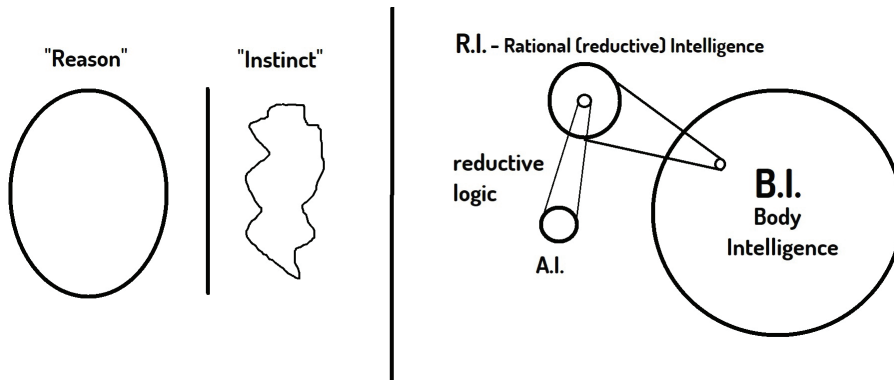 "Reason"
"Instinct"
R.I. - Rational (reductive) Intelligence
reductive
logic
A.I.
B.I.
Body
Intelligence